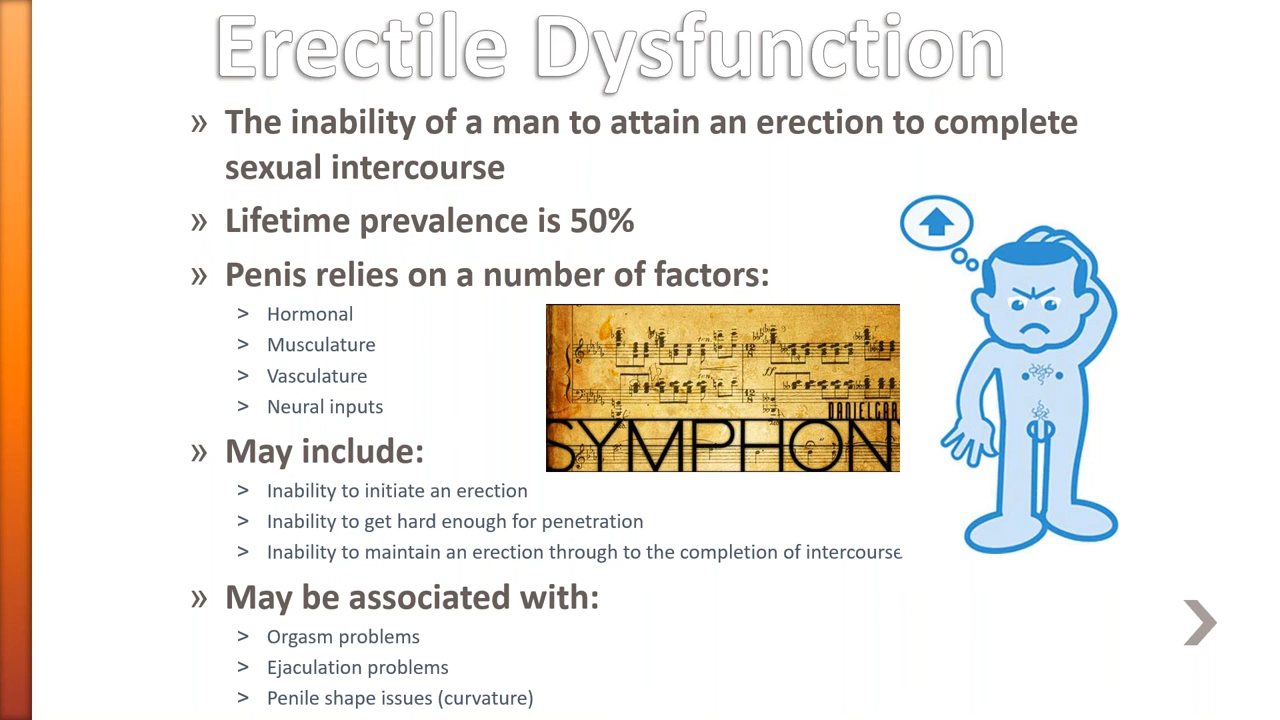 Erectile Dysfunction
» The inability of a man to attain an erection to complete
sexual intercourse
» Lifetime prevalence is 50%
» Penis relies on a number of factors:
> Hormonal
> Musculature
> Vasculature
> Neural inputs
DANIELGRA
SYMPHONY
» May include:
> Inability to initiate an erection
> Inability to get hard enough for penetration
> Inability to maintain an erection through to the completion of intercourse
» May be associated with:
> Orgasm problems
> Ejaculation problems
> Penile shape issues (curvature)